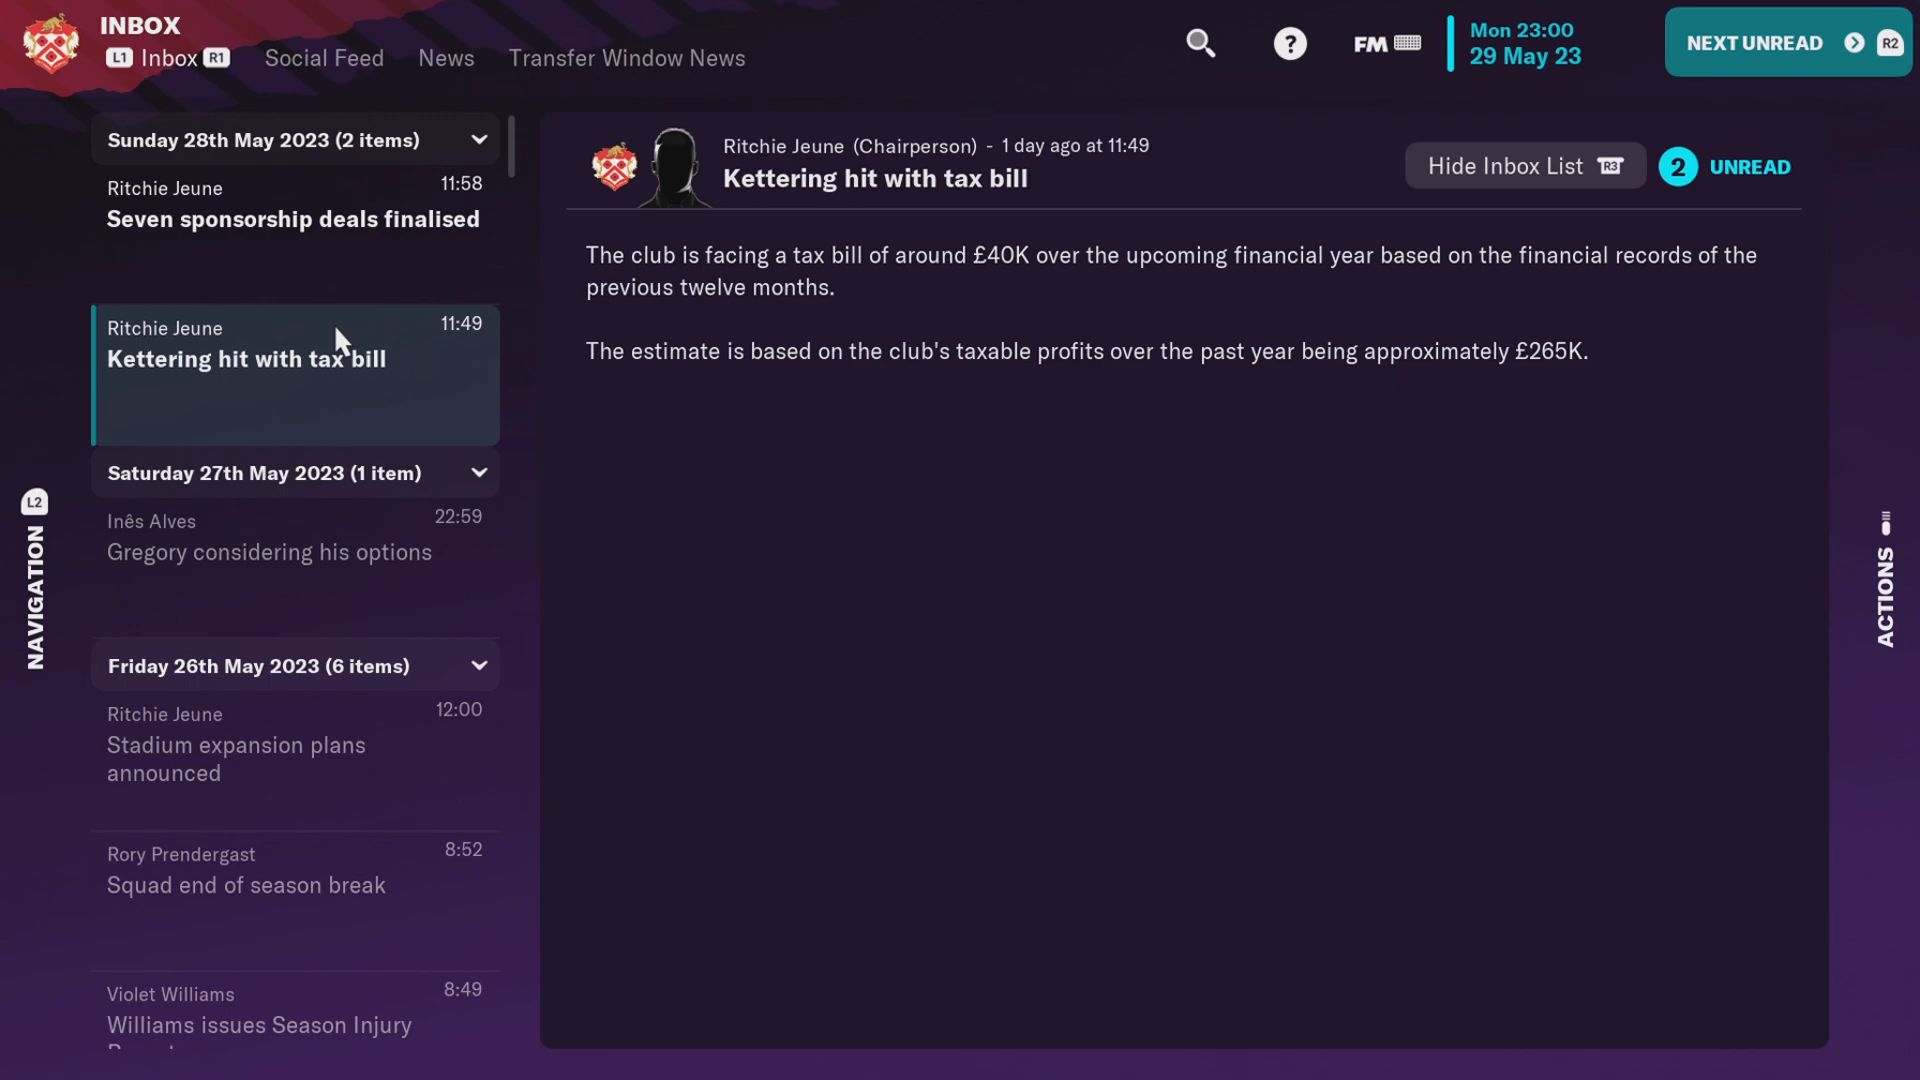 INBOX
L1 Inbox R1 Social Feed News Transfer Window News
FM
Mon 23:00
29 May 23
NEXT UNREAD R2
Sunday 28th May 2023 (2 items)
Ritchie Jeune 11:58
Seven sponsorship deals finalised
Ritchie Jeune 11:49
Kettering hit with tax bill
Saturday 27th May 2023 (1 item)
Inês Alves 22:59
Gregory considering his options
Friday 26th May 2023 (6 items)
Ritchie Jeune 12:00
Stadium expansion plans
announced
Rory Prendergast 8:52
Squad end of season break
Violet Williams 8:49
Williams issues Season Injury
Ritchie Jeune (Chairperson) - 1 day ago at 11:49
Kettering hit with tax bill
Hide Inbox List R3
2 UNREAD
The club is facing a tax bill of around £40K over the upcoming financial year based on the financial records of the
previous twelve months.
The estimate is based on the club's taxable profits over the past year being approximately £265K.
L2
NAVIGATION
ACTIONS